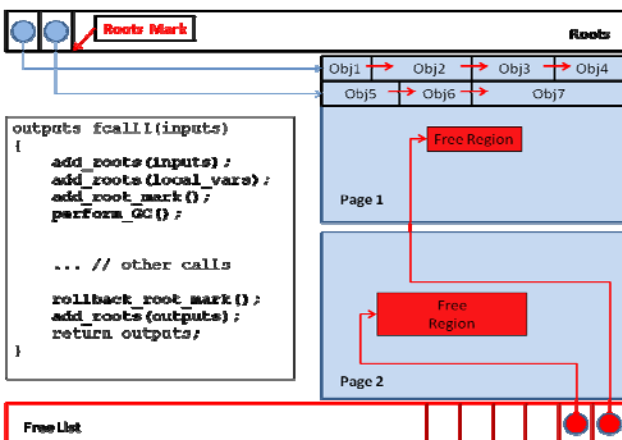 Roots Mark
Roots
Obj1 Obj2 Obj3 Obj4
Obj5 Obj6 Obj7
outputs fcall(inputs)
{
add_roots(inputs);
add_roots(local_vars);
add_root_mark();
perform_GC();
... // other calls
rollback_root_mark();
add_roots(outputs);
return outputs;
}
Free Region
Page 1
Free
Region
Page 2
Free List